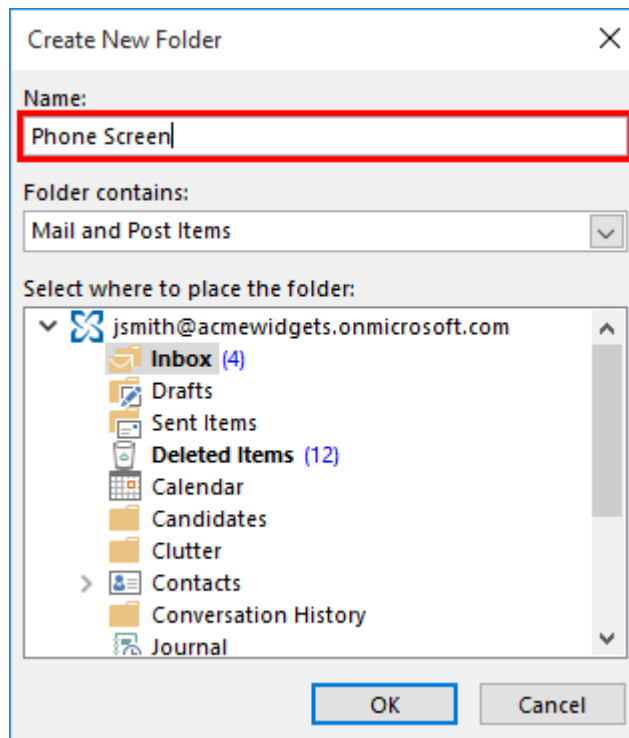 Create New Folder
Name:
Phone Screen
Folder contains:
Mail and Post Items
Select where to place the folder:
jsmith@acmewidgets.onmicrosoft.com
Inbox (4)
Drafts
Sent Items
Deleted Items (12)
Calendar
Candidates
Clutter
Contacts
Conversation History
Journal
OK Cancel